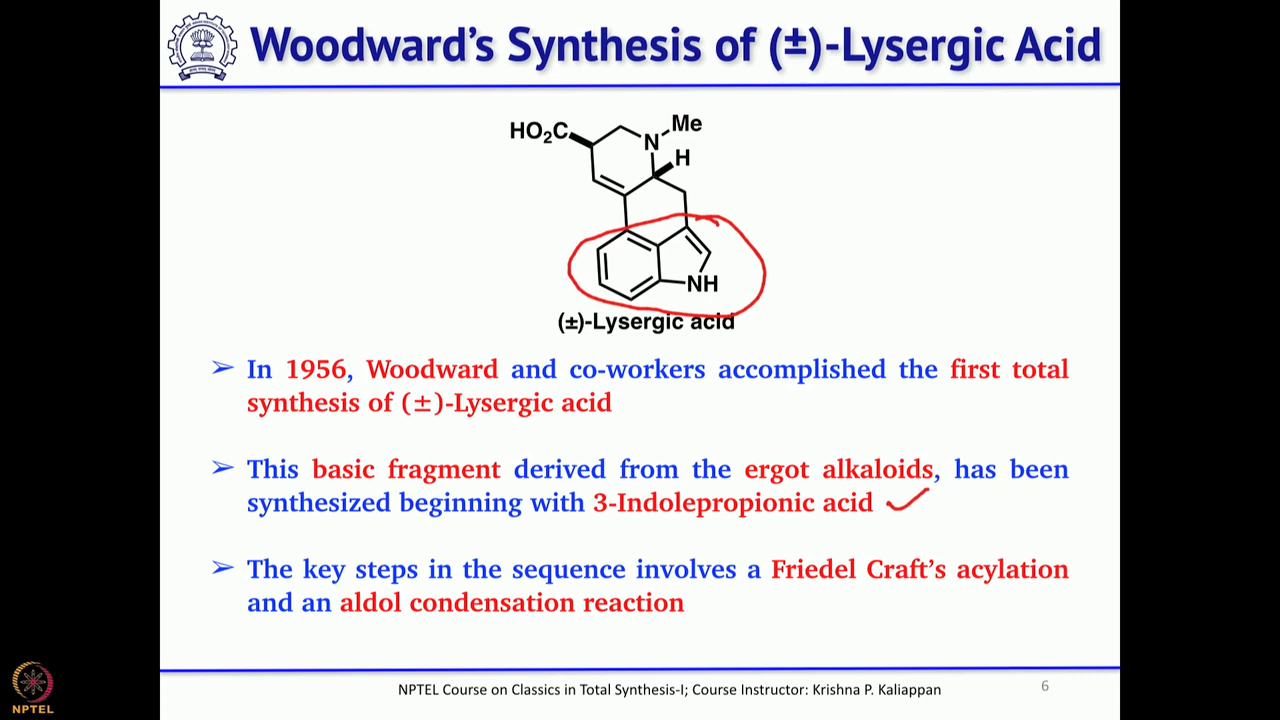 Woodward's Synthesis of (±)-Lysergic Acid
HO₂C
N
Me
H
NH
(±)-Lysergic acid
➢ In 1956, Woodward and co-workers accomplished the first total
synthesis of (±)-Lysergic acid
➢ This basic fragment derived from the ergot alkaloids, has been
synthesized beginning with 3-Indolepropionic acid
➢ The key steps in the sequence involves a Friedel Craft's acylation
and an aldol condensation reaction
NPTEL Course on Classics in Total Synthesis-I; Course Instructor: Krishna P. Kaliappan
6
NPTEL